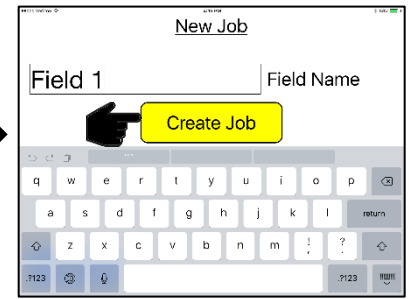 New Job
Field 1 Field Name
Create Job
q w e r t y u i o p
a s d f g h j k l return
z x c v b n m ! , ? .
.?123 .?123